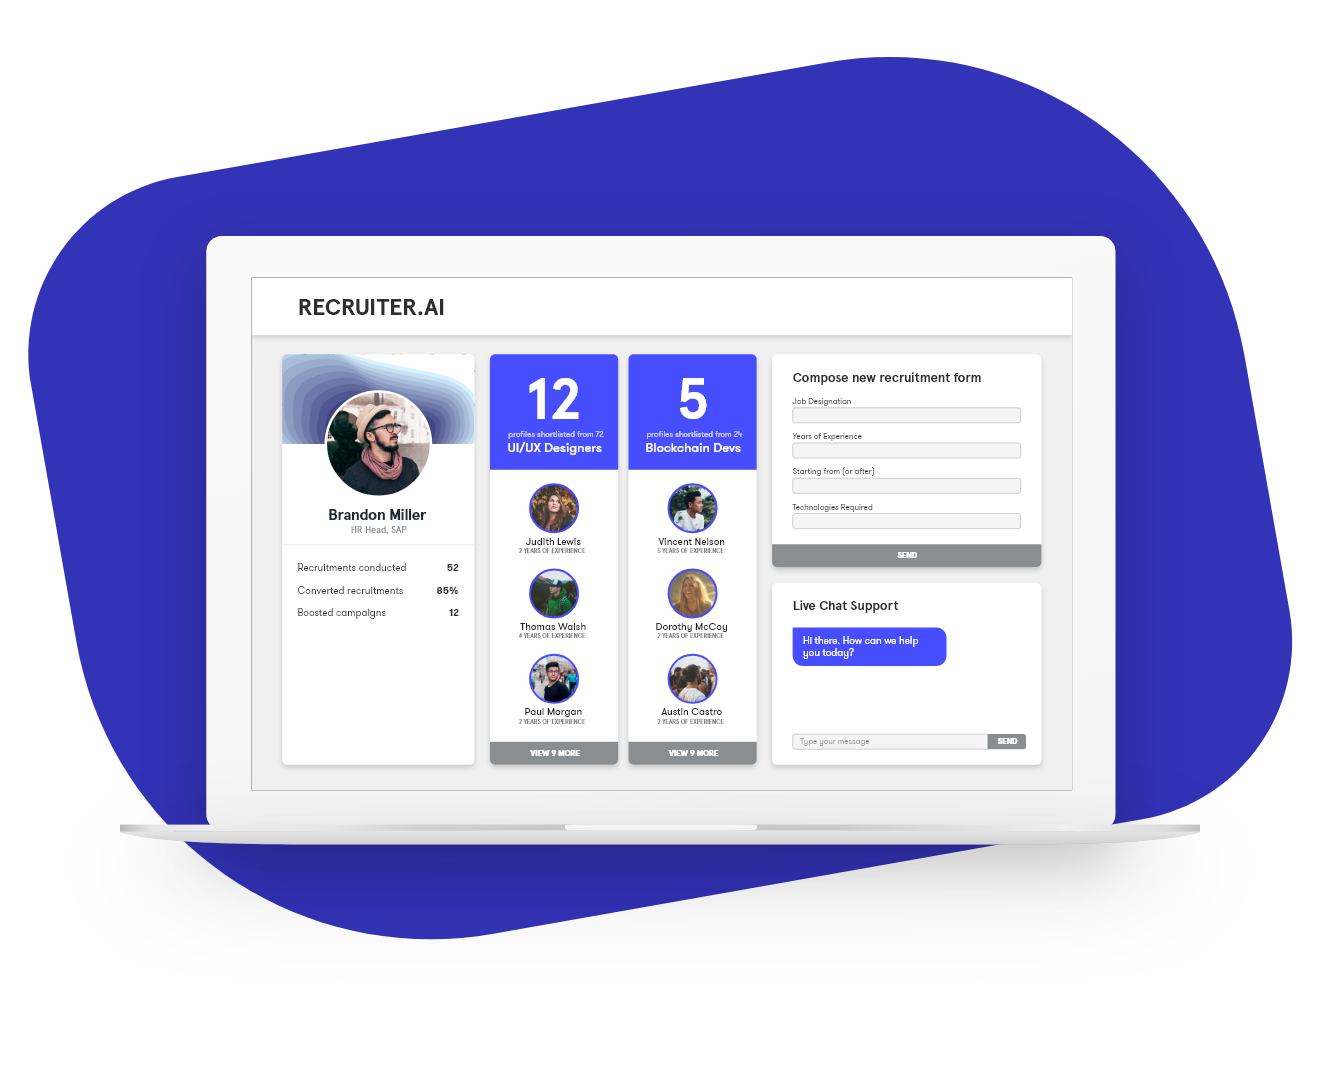 RECRUITER.AI
Brandon Miller
HR Head, SAP
Recruitments conducted 52
Converted recruitments 85%
Boosted campaigns 12
12
profiles shortlisted from 72
UI/UX Designers
Judith Lewis
2 YEARS OF EXPERIENCE
Thomas Walsh
4 YEARS OF EXPERIENCE
Paul Morgan
2 YEARS OF EXPERIENCE
VIEW 9 MORE
5
profiles shortlisted from 24
Blockchain Devs
Vincent Nelson
5 YEARS OF EXPERIENCE
Dorothy McCoy
2 YEARS OF EXPERIENCE
Austin Castro
2 YEARS OF EXPERIENCE
VIEW 9 MORE
Compose new recruitment form
Job Designation
Years of Experience
Starting from (or after)
Technologies Required
SEND
Live Chat Support
Hi there. How can we help
you today?
Type your message
SEND